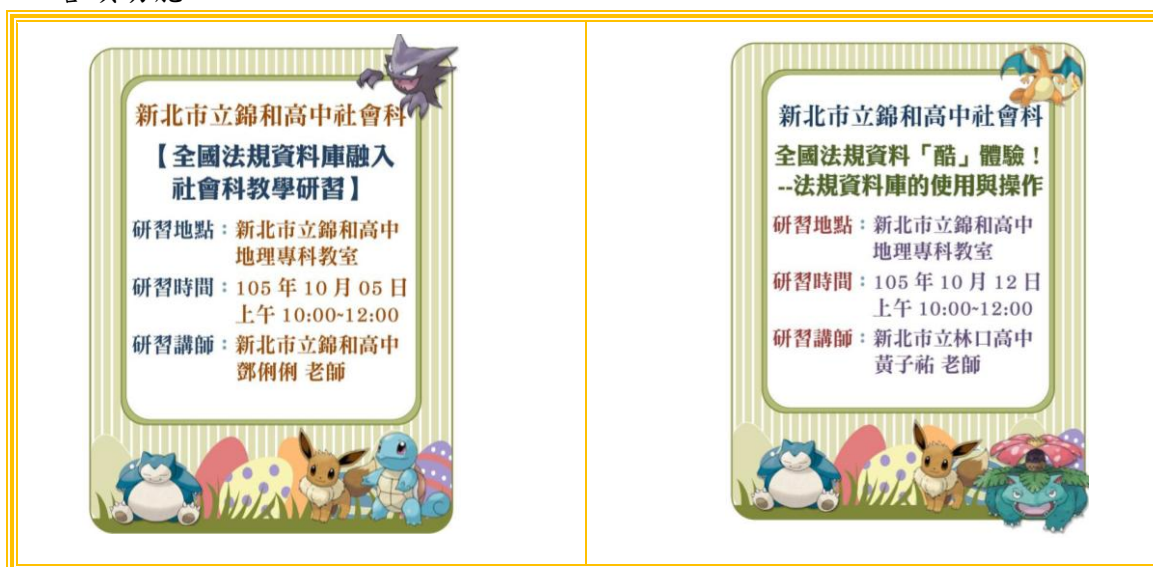 新北市立錦和高中社會科
【全國法規資料庫融入
社會科教學研習】
研習地點：新北市立錦和高中
地理專科教室
研習時間：105 年 10 月 05 日
上午 10:00~12:00
研習講師：新北市立錦和高中
鄧俐俐 老師
新北市立錦和高中社會科
全國法規資料「酷」體驗！
--法規資料庫的使用與操作
研習地點：新北市立錦和高中
地理專科教室
研習時間：105 年 10 月 12 日
上午 10:00~12:00
研習講師：新北市立林口高中
黃子祐 老師